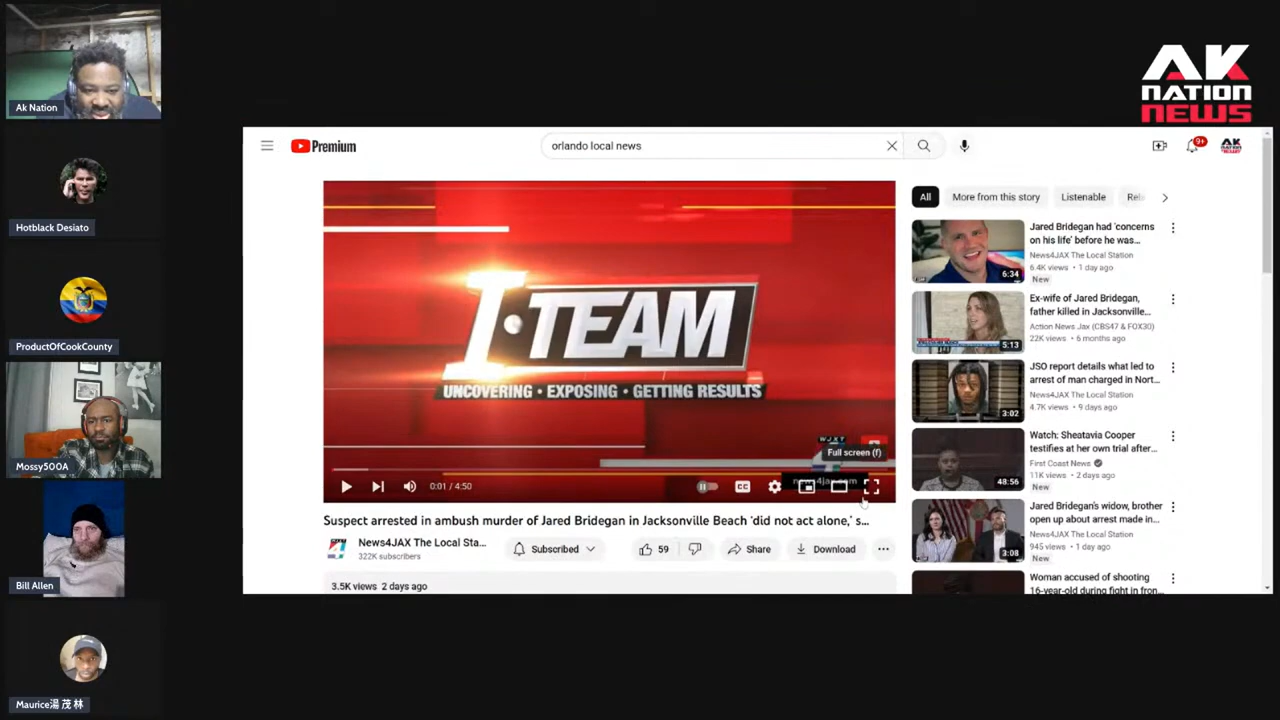 Ak Nation
Hotblack Desiato
ProductOfCookCounty
Mossy500A
Bill Allen
Maurice湯茂林
AK
NATION
NEWS
Premium
orlando local news
9+
I-TEAM
UNCOVERING • EXPOSING • GETTING RESULTS
WJXT
Full screen (f)
news4jax.com
0:01 / 4:50
CC
Suspect arrested in ambush murder of Jared Bridegan in Jacksonville Beach 'did not act alone,' s...
News4JAX The Local Sta...
322K subscribers
Subscribed
59
Share
Download
3.5K views 2 days ago
All
More from this story
Listenable
Rel
6:34
Jared Bridegan had 'concerns
on his life' before he was...
News4JAX The Local Station
6.4K views • 1 day ago
New
5:13
Ex-wife of Jared Bridegan,
father killed in Jacksonville...
Action News Jax (CBS47 & FOX30)
22K views • 6 months ago
3:02
JSO report details what led to
arrest of man charged in Nort...
News4JAX The Local Station
4.7K views • 9 days ago
48:56
Watch: Sheatavia Cooper
testifies at her own trial after...
First Coast News
11K views • 2 days ago
New
3:08
Jared Bridegan's widow, brother
open up about arrest made in...
News4JAX The Local Station
945 views • 1 day ago
New
Woman accused of shooting
16-year-old during fight in fron...